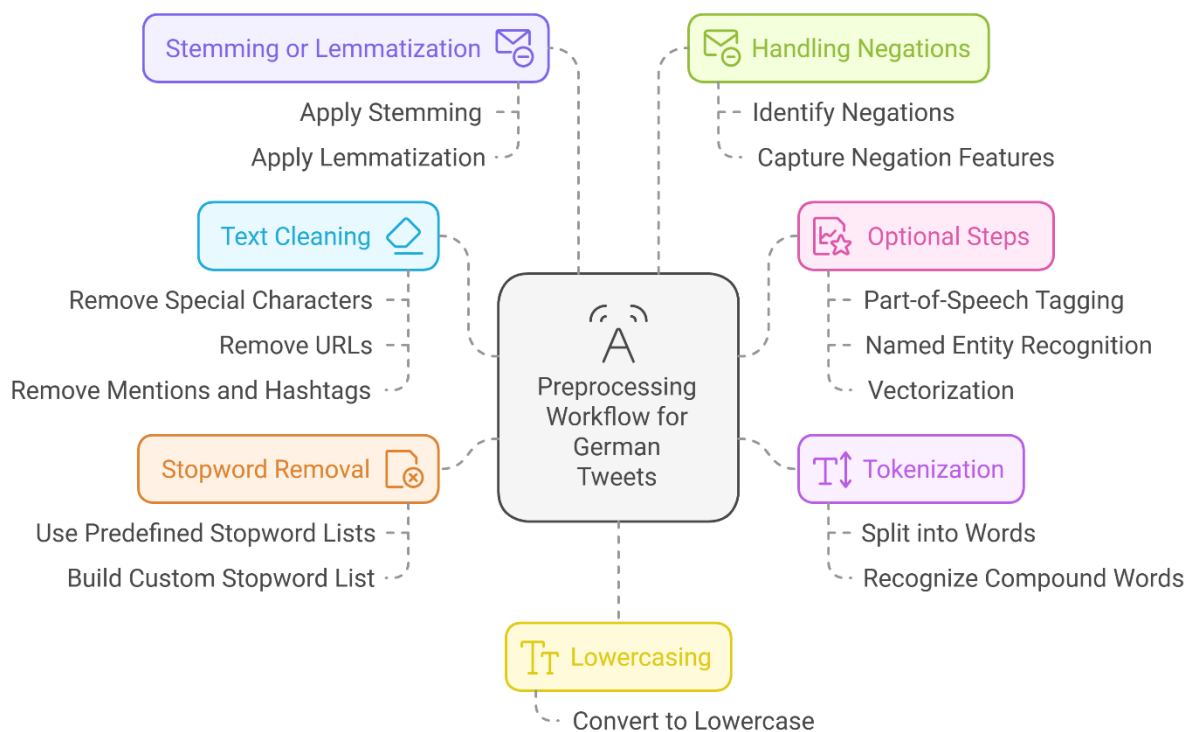 Stemming or Lemmatization
Apply Stemming
Apply Lemmatization
Handling Negations
Identify Negations
Capture Negation Features
Text Cleaning
Remove Special Characters
Remove URLs
Remove Mentions and Hashtags
Optional Steps
Part-of-Speech Tagging
Named Entity Recognition
Vectorization
Preprocessing
Workflow for
German
Tweets
Stopword Removal
Use Predefined Stopword Lists
Build Custom Stopword List
Tokenization
Split into Words
Recognize Compound Words
Lowercasing
Convert to Lowercase